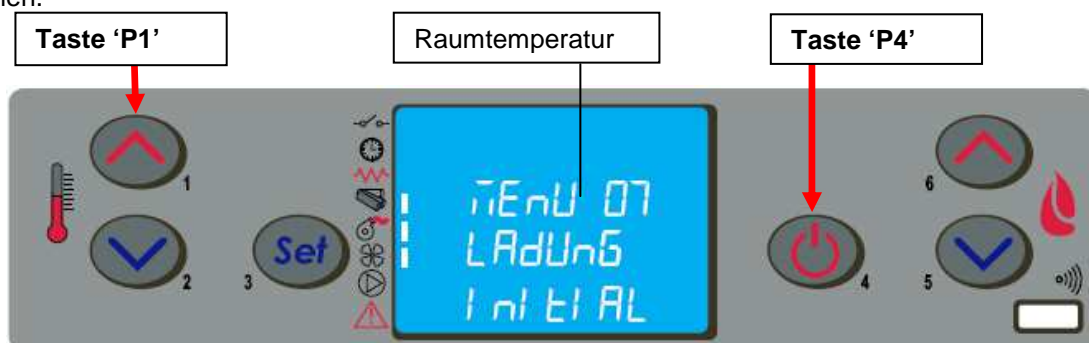 Taste 'P1'
Raumtemperatur
Taste 'P4'
1
2
Set
3
MEnU 07
LAdUnG
InItIAL
4
6
5